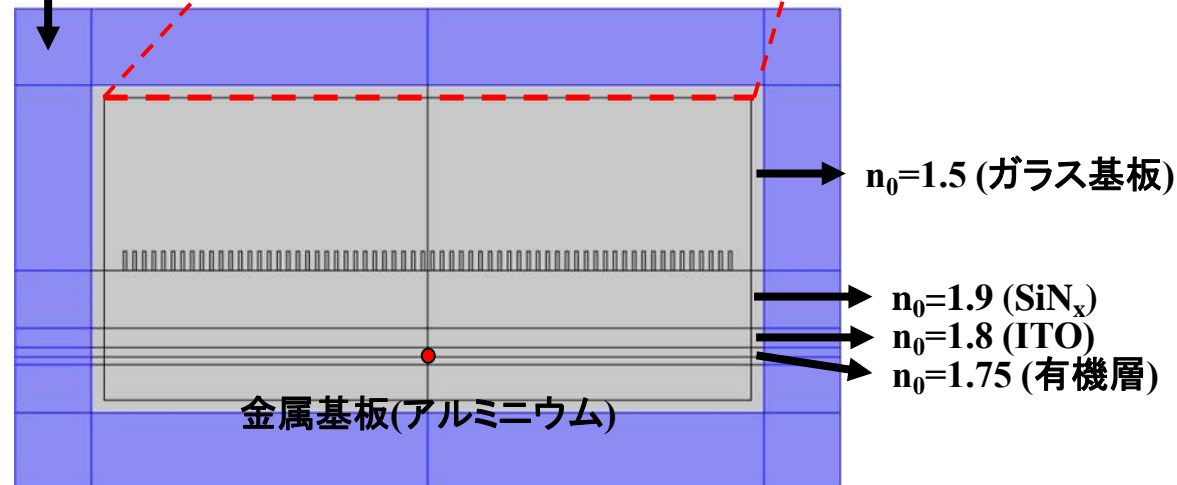 n₀=1.5 (ガラス基板)
n₀=1.9 (SiNₓ)
n₀=1.8 (ITO)
n₀=1.75 (有機層)
金属基板(アルミニウム)